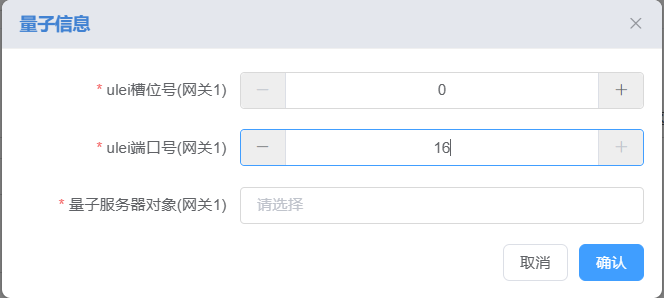 量子信息
* ulei槽位号(网关1) 0
* ulei端口号(网关1) 16
* 量子服务器对象(网关1) 请选择
取消 确认